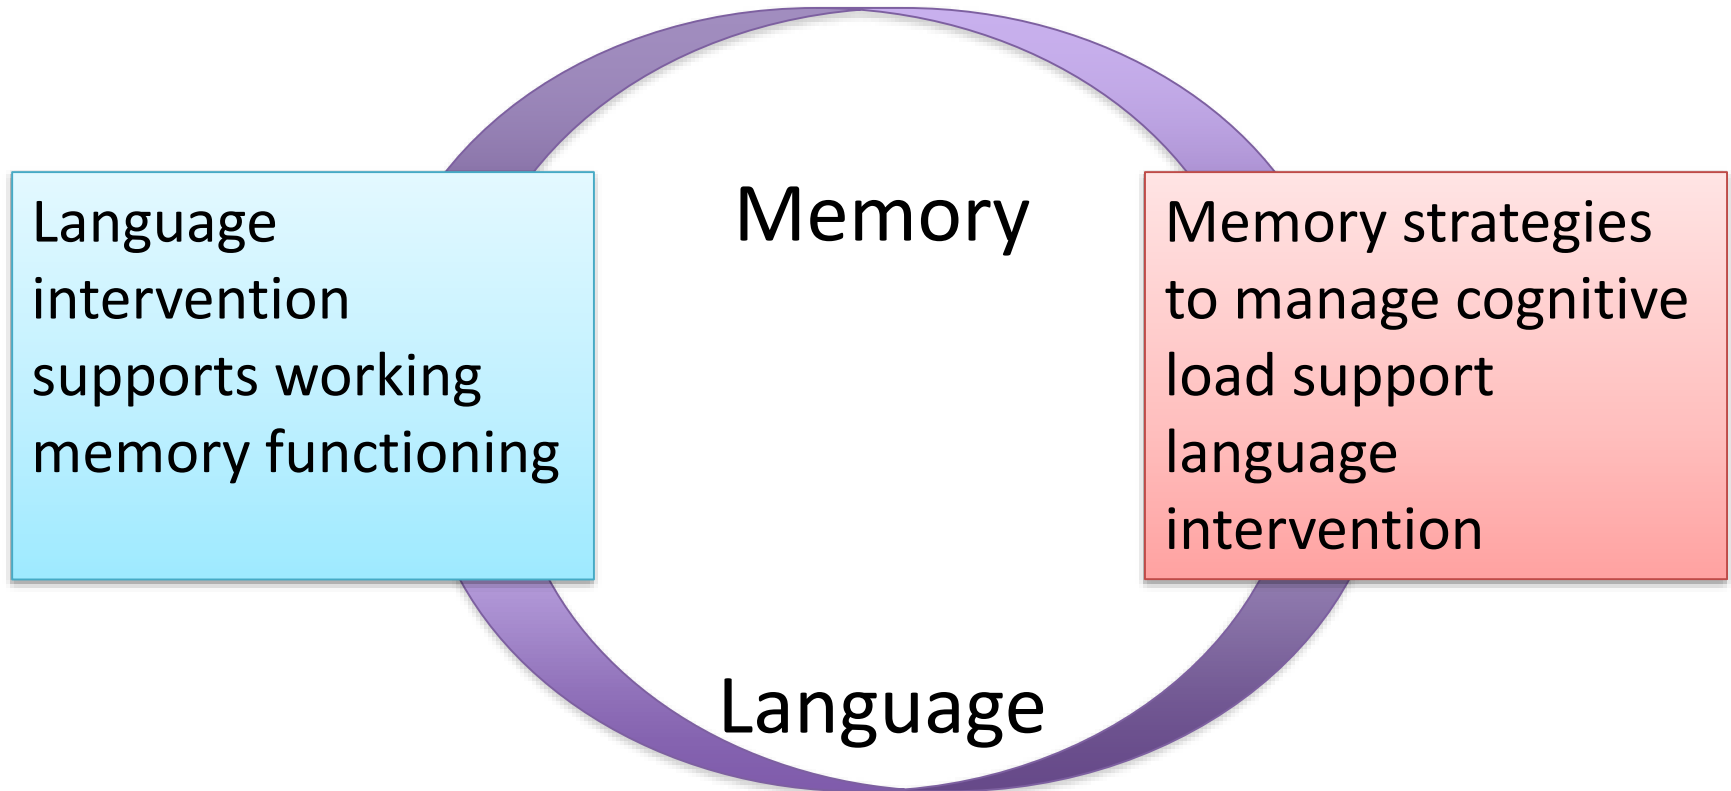 Memory
Language
intervention
supports working
memory functioning
Memory strategies
to manage cognitive
load support
language
intervention
Language